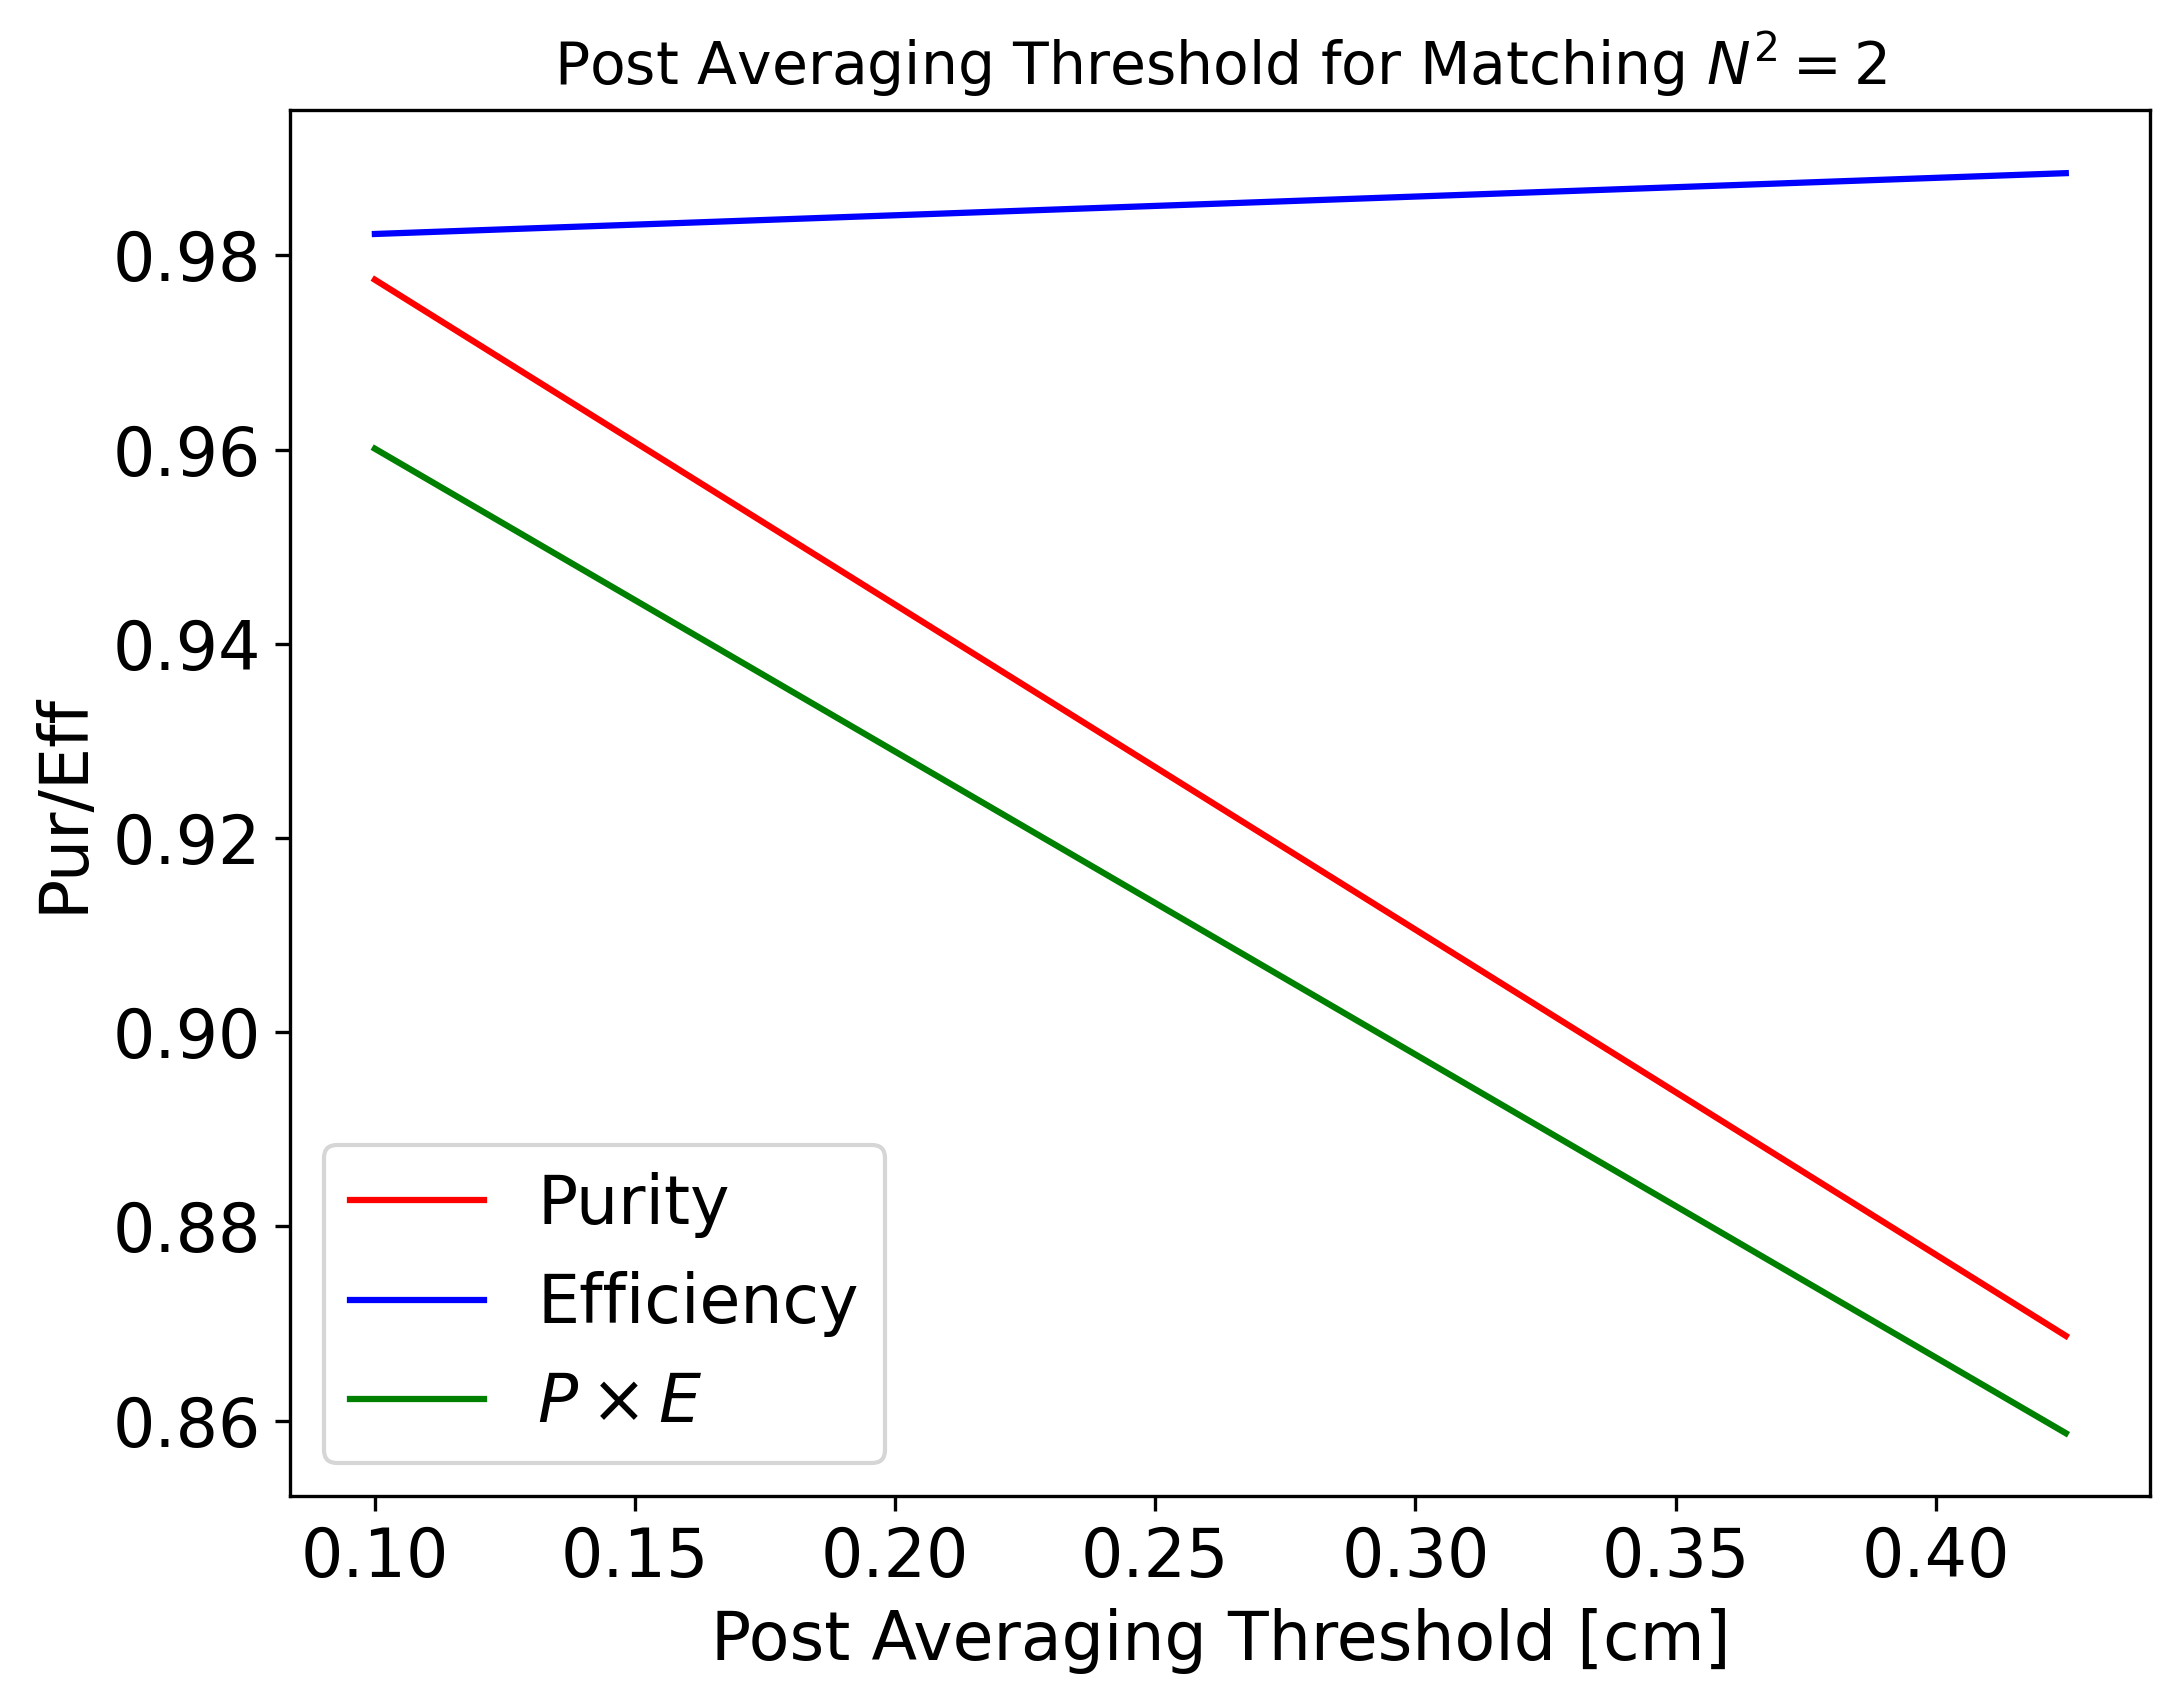 Post Averaging Threshold for Matching $N^2 = 2$
Pur/Eff
0.98
0.96
0.94
0.92
0.90
0.88
0.86
Purity
Efficiency
$P \times E$
0.10 0.15 0.20 0.25 0.30 0.35 0.40
Post Averaging Threshold [cm]